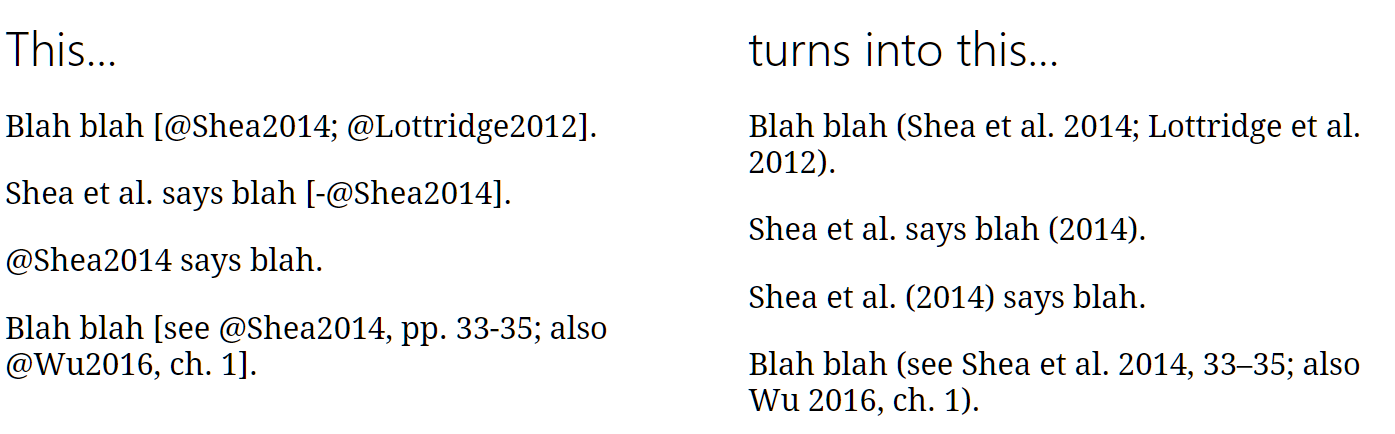 This...
Blah blah [@Shea2014; @Lottridge2012].
Shea et al. says blah [-@Shea2014].
@Shea2014 says blah.
Blah blah [see @Shea2014, pp. 33-35; also
@Wu2016, ch. 1].
turns into this...
Blah blah (Shea et al. 2014; Lottridge et al.
2012).
Shea et al. says blah (2014).
Shea et al. (2014) says blah.
Blah blah (see Shea et al. 2014, 33–35; also
Wu 2016, ch. 1).